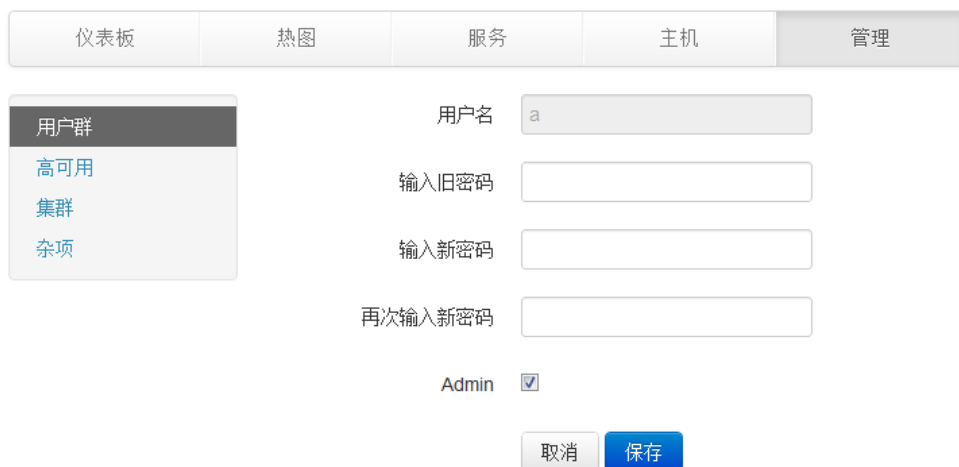 仪表板 热图 服务 主机 管理
用户群
高可用
集群
杂项
用户名 a
输入旧密码
输入新密码
再次输入新密码
Admin
取消 保存